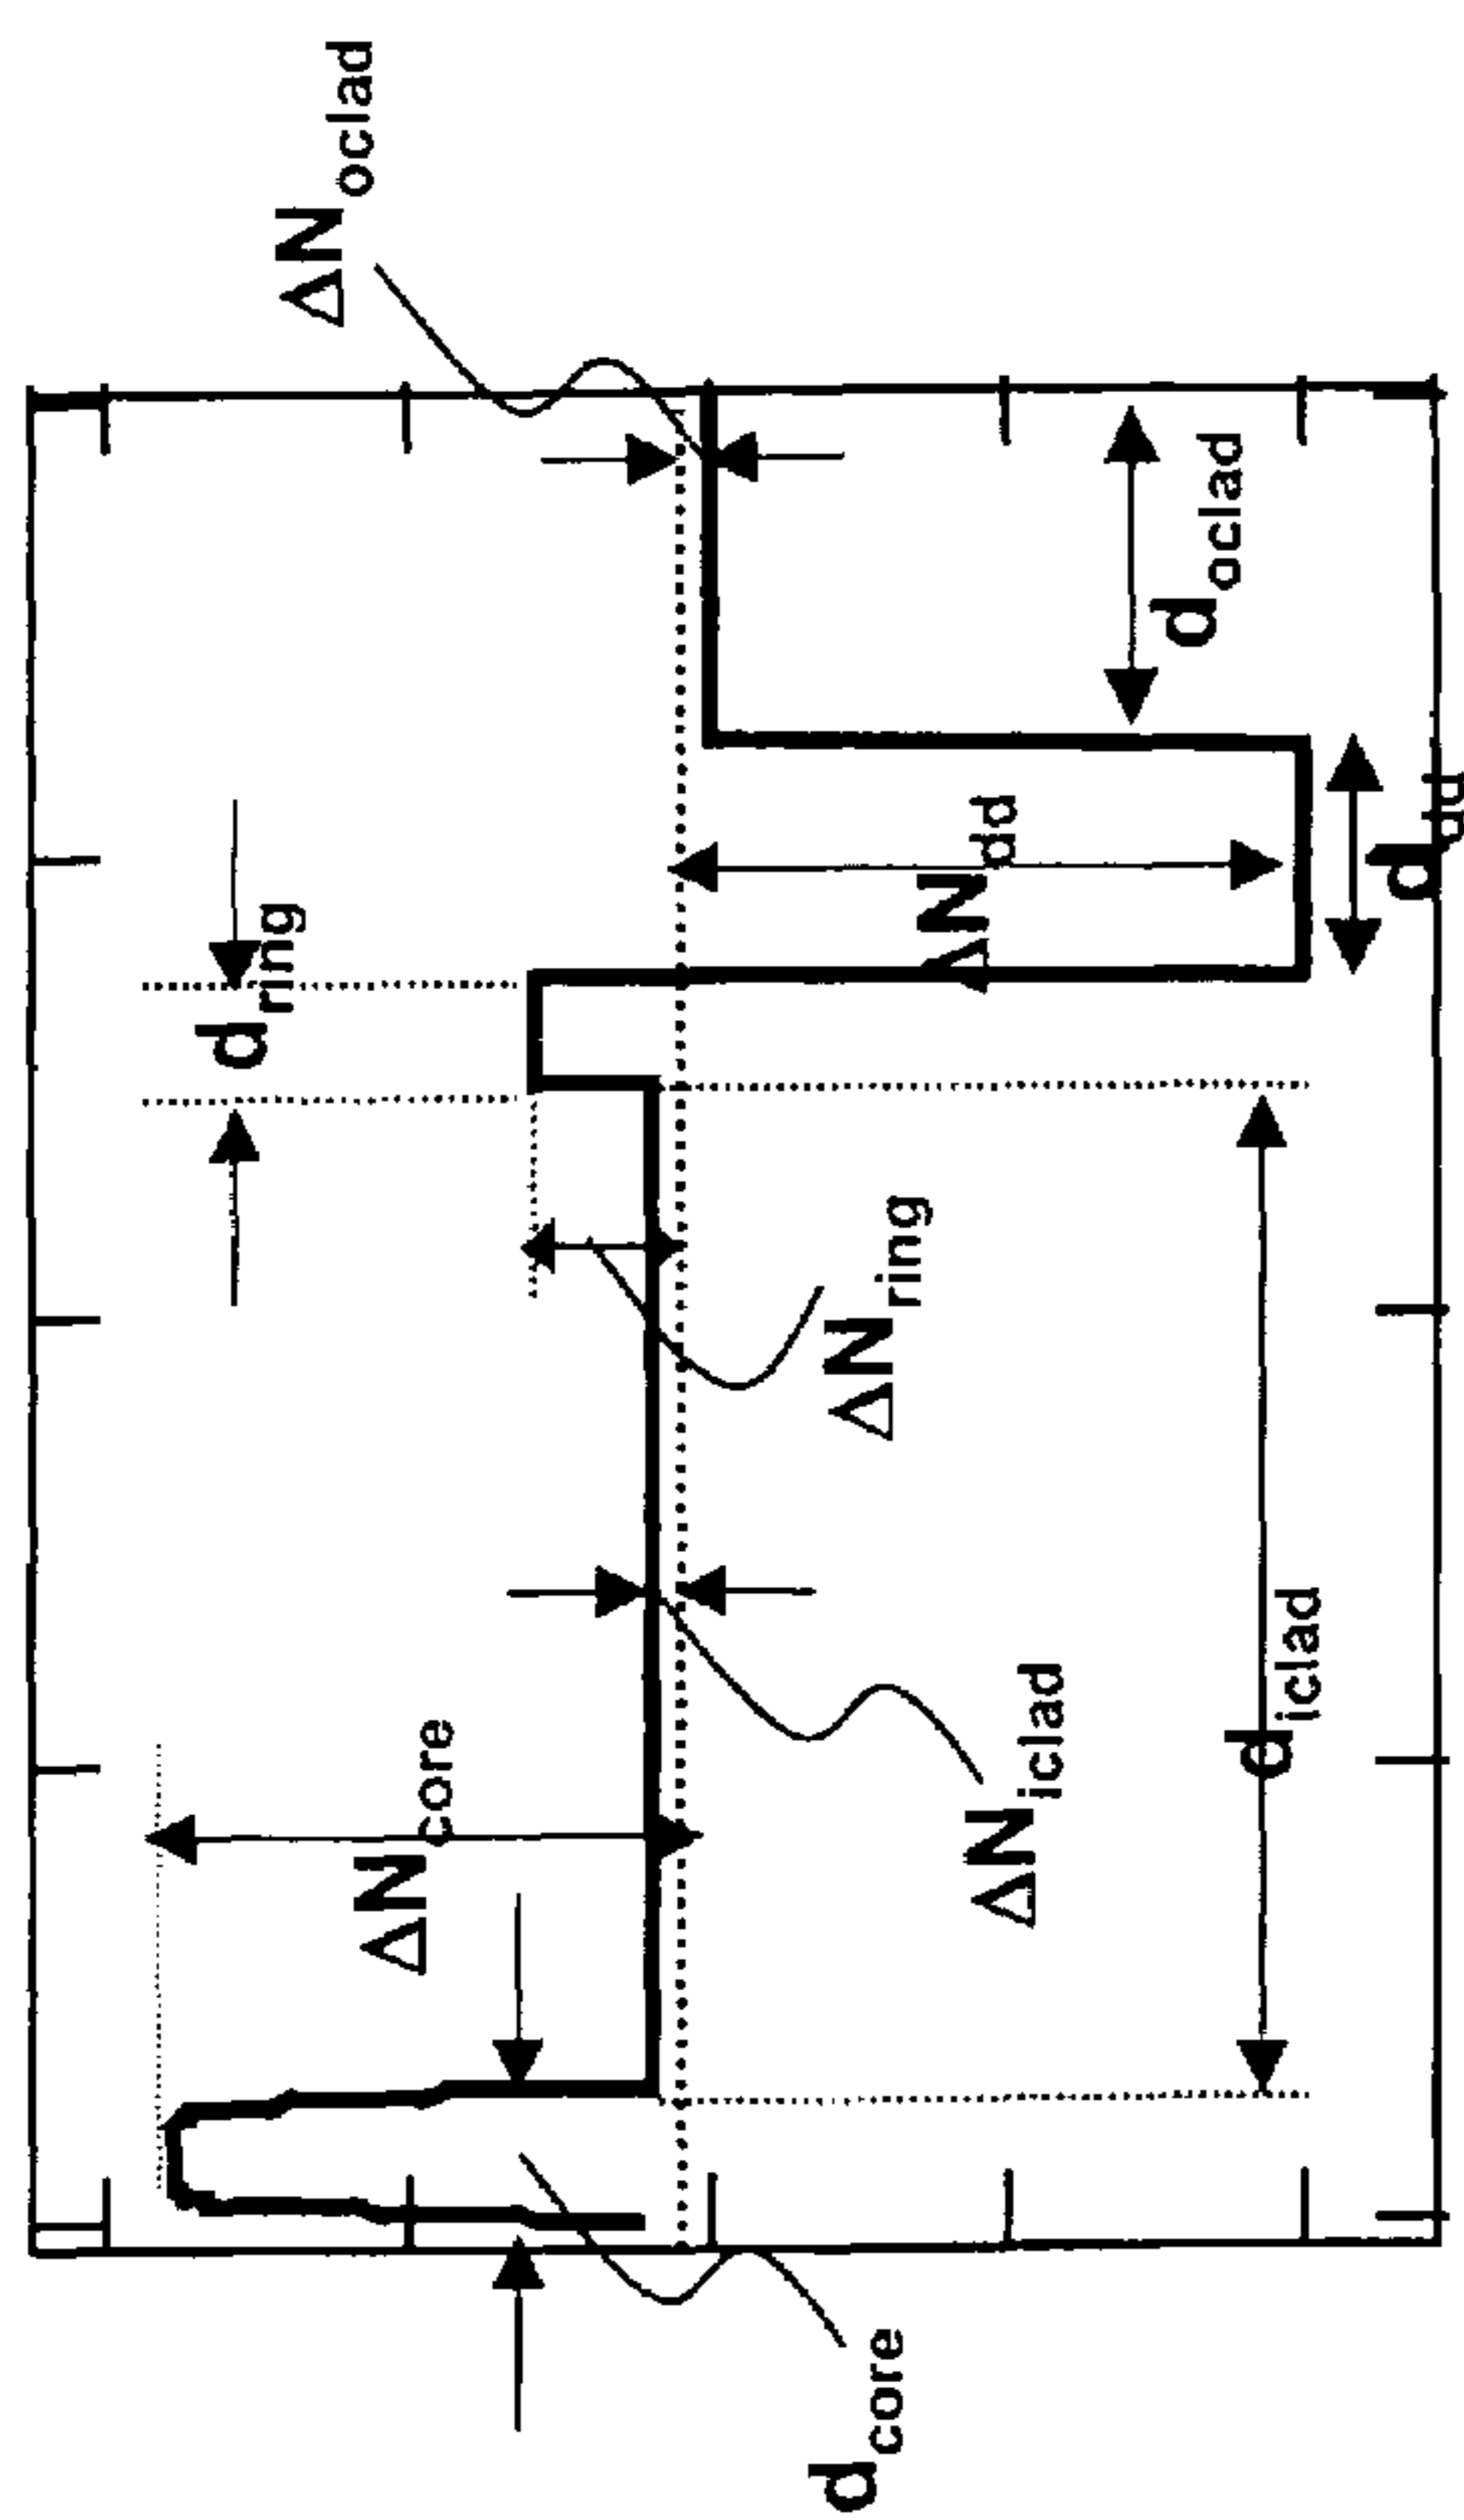 d_ring
ΔN_oclad
ΔN_core
d_core
ΔN_ring
ΔN_dd
ΔN_iclad
d_oclad
d_iclad
d_dd